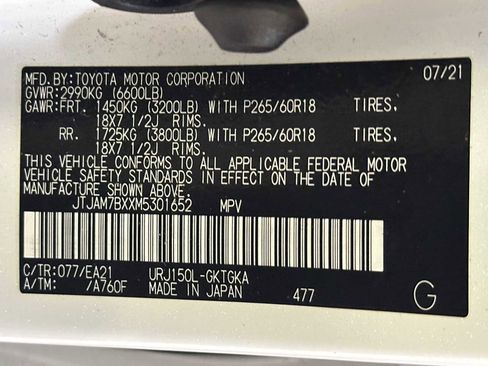 MFD.BY:TOYOTA MOTOR CORPORATION 07/21
GVWR:2990KG (6600LB)
GAWR:FRT. 1450KG (3200LB) WITH P265/60R18 TIRES,
18X7 1/2J RIMS.
RR. 1725KG (3800LB) WITH P265/60R18 TIRES,
18X7 1/2J RIMS.
THIS VEHICLE CONFORMS TO ALL APPLICABLE FEDERAL MOTOR
VEHICLE SAFETY STANDARDS IN EFFECT ON THE DATE OF
MANUFACTURE SHOWN ABOVE.
JTJAM7BXXM5301652 MPV
C/TR:077/EA21 URJ150L-GKTGKA
A/TM: /A760F MADE IN JAPAN 477 G